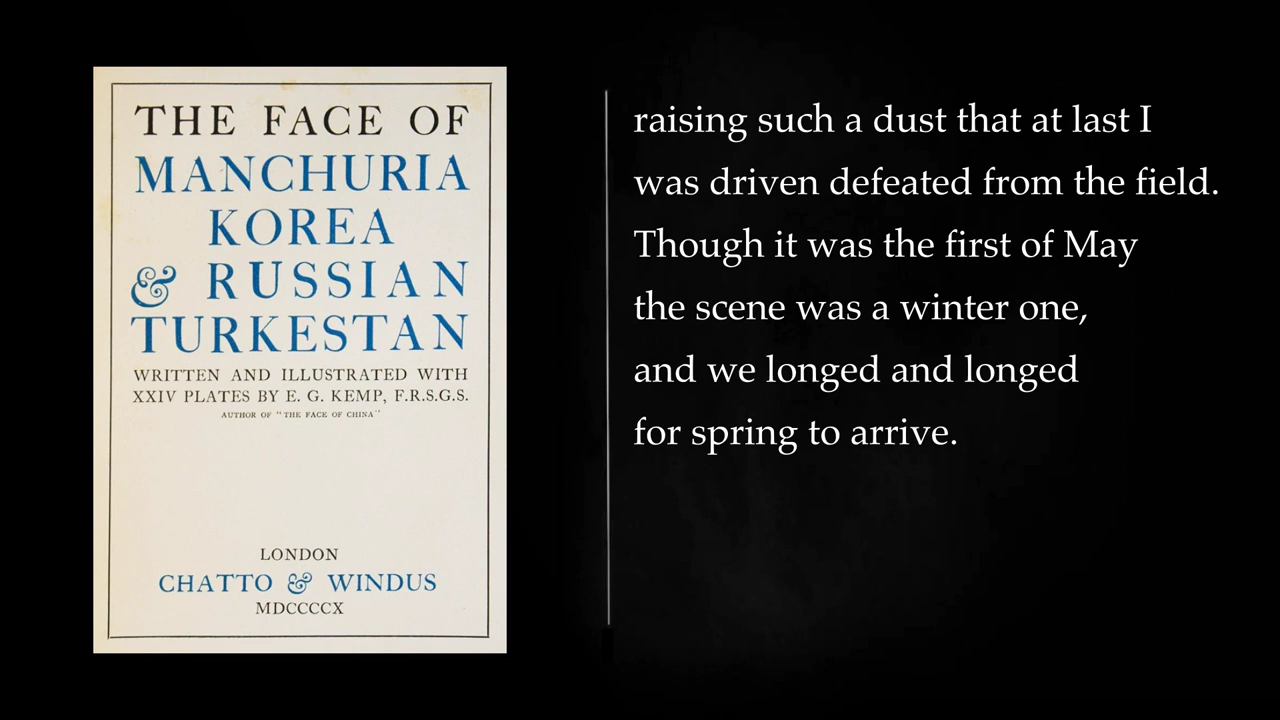 THE FACE OF
MANCHURIA
KOREA
& RUSSIAN
TURKESTAN
WRITTEN AND ILLUSTRATED WITH
XXIV PLATES BY E. G. KEMP, F.R.S.G.S.
AUTHOR OF "THE FACE OF CHINA"
LONDON
CHATTO & WINDUS
MDCCCCX
raising such a dust that at last I
was driven defeated from the field.
Though it was the first of May
the scene was a winter one,
and we longed and longed
for spring to arrive.